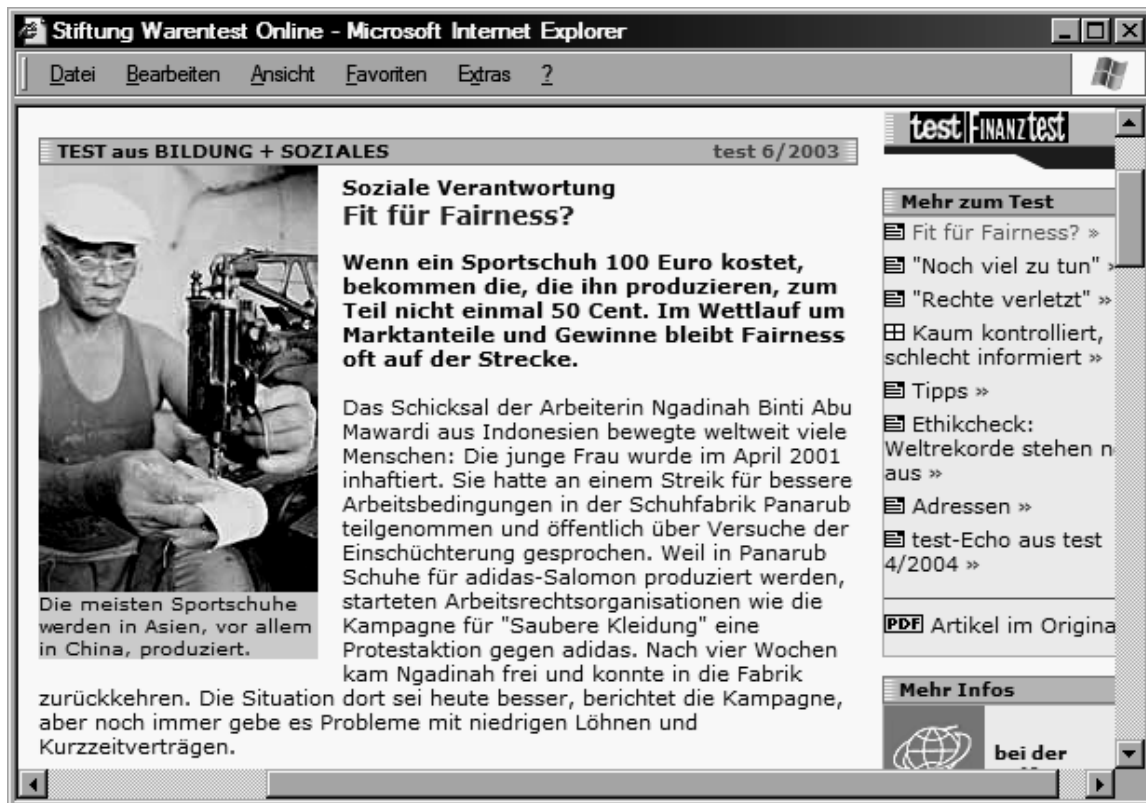 Stiftung Warentest Online - Microsoft Internet Explorer
Datei Bearbeiten Ansicht Favoriten Extras ?
TEST aus BILDUNG + SOZIALES test 6/2003
Soziale Verantwortung
Fit für Fairness?
Wenn ein Sportschuh 100 Euro kostet,
bekommen die, die ihn produzieren, zum
Teil nicht einmal 50 Cent. Im Wettlauf um
Marktanteile und Gewinne bleibt Fairness
oft auf der Strecke.
Das Schicksal der Arbeiterin Ngadinah Binti Abu
Mawardi aus Indonesien bewegte weltweit viele
Menschen: Die junge Frau wurde im April 2001
inhaftiert. Sie hatte an einem Streik für bessere
Arbeitsbedingungen in der Schuhfabrik Panarub
teilgenommen und öffentlich über Versuche der
Einschüchterung gesprochen. Weil in Panarub
Schuhe für adidas-Salomon produziert werden,
starteten Arbeitsrechtsorganisationen wie die
Kampagne für "Saubere Kleidung" eine
Protestaktion gegen adidas. Nach vier Wochen
kam Ngadinah frei und konnte in die Fabrik
zurückkehren. Die Situation dort sei heute besser, berichtet die Kampagne,
aber noch immer gebe es Probleme mit niedrigen Löhnen und
Kurzzeitverträgen.
Die meisten Sportschuhe
werden in Asien, vor allem
in China, produziert.
test FINANZtest
Mehr zum Test
Fit für Fairness? »
"Noch viel zu tun" »
"Rechte verletzt" »
Kaum kontrolliert,
schlecht informiert »
Tipps »
Ethikcheck:
Weltrekorde stehen n
aus »
Adressen »
test-Echo aus test
4/2004 »
PDF Artikel im Origina
Mehr Infos
bei der